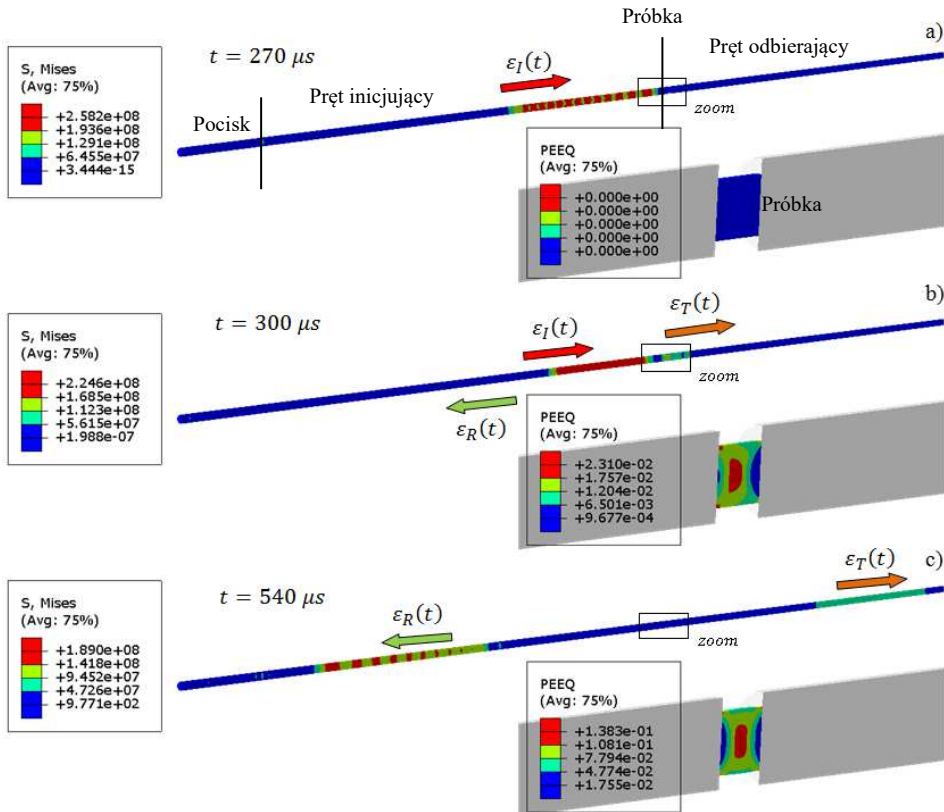 Próbka
a)
t = 270 μs
Pręt odbierający
S, Mises
(Avg: 75%)
+2.582e+08
+1.936e+08
+1.291e+08
+6.455e+07
+3.444e-15
ε_I(t)
Pręt inicjujący
zoom
Pocisk
PEEQ
(Avg: 75%)
+0.000e+00
+0.000e+00
+0.000e+00
+0.000e+00
+0.000e+00
Próbka
b)
t = 300 μs
ε_T(t)
ε_I(t)
S, Mises
(Avg: 75%)
+2.246e+08
+1.685e+08
+1.123e+08
+5.615e+07
+1.988e-07
zoom
ε_R(t)
PEEQ
(Avg: 75%)
+2.310e-02
+1.757e-02
+1.204e-02
+6.501e-03
+9.677e-04
c)
ε_T(t)
t = 540 μs
S, Mises
(Avg: 75%)
+1.890e+08
+1.418e+08
+9.452e+07
+4.726e+07
+9.771e+02
ε_R(t)
zoom
PEEQ
(Avg: 75%)
+1.383e-01
+1.081e-01
+7.794e-02
+4.774e-02
+1.755e-02